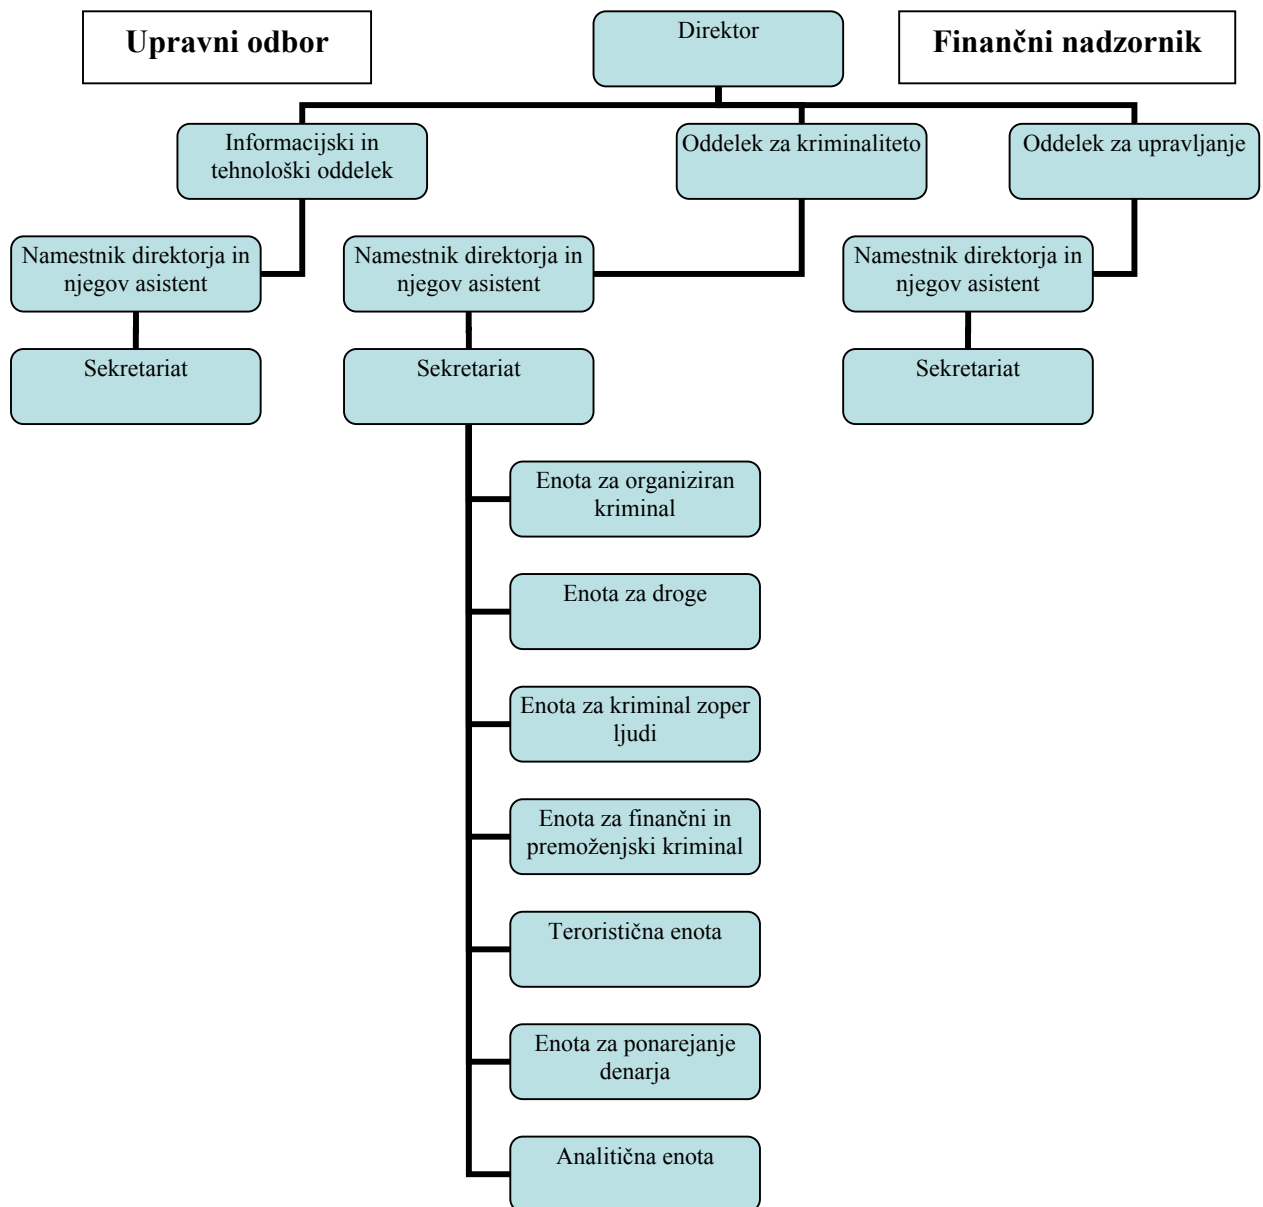 Upravni odbor
Direktor
Finančni nadzornik
Informacijski in
tehnološki oddelek
Oddelek za kriminaliteto
Oddelek za upravljanje
Namestnik direktorja in
njegov asistent
Namestnik direktorja in
njegov asistent
Namestnik direktorja in
njegov asistent
Sekretariat
Sekretariat
Sekretariat
Enota za organiziran
kriminal
Enota za droge
Enota za kriminal zoper
ljudi
Enota za finančni in
premoženjski kriminal
Teroristična enota
Enota za ponarejanje
denarja
Analitična enota